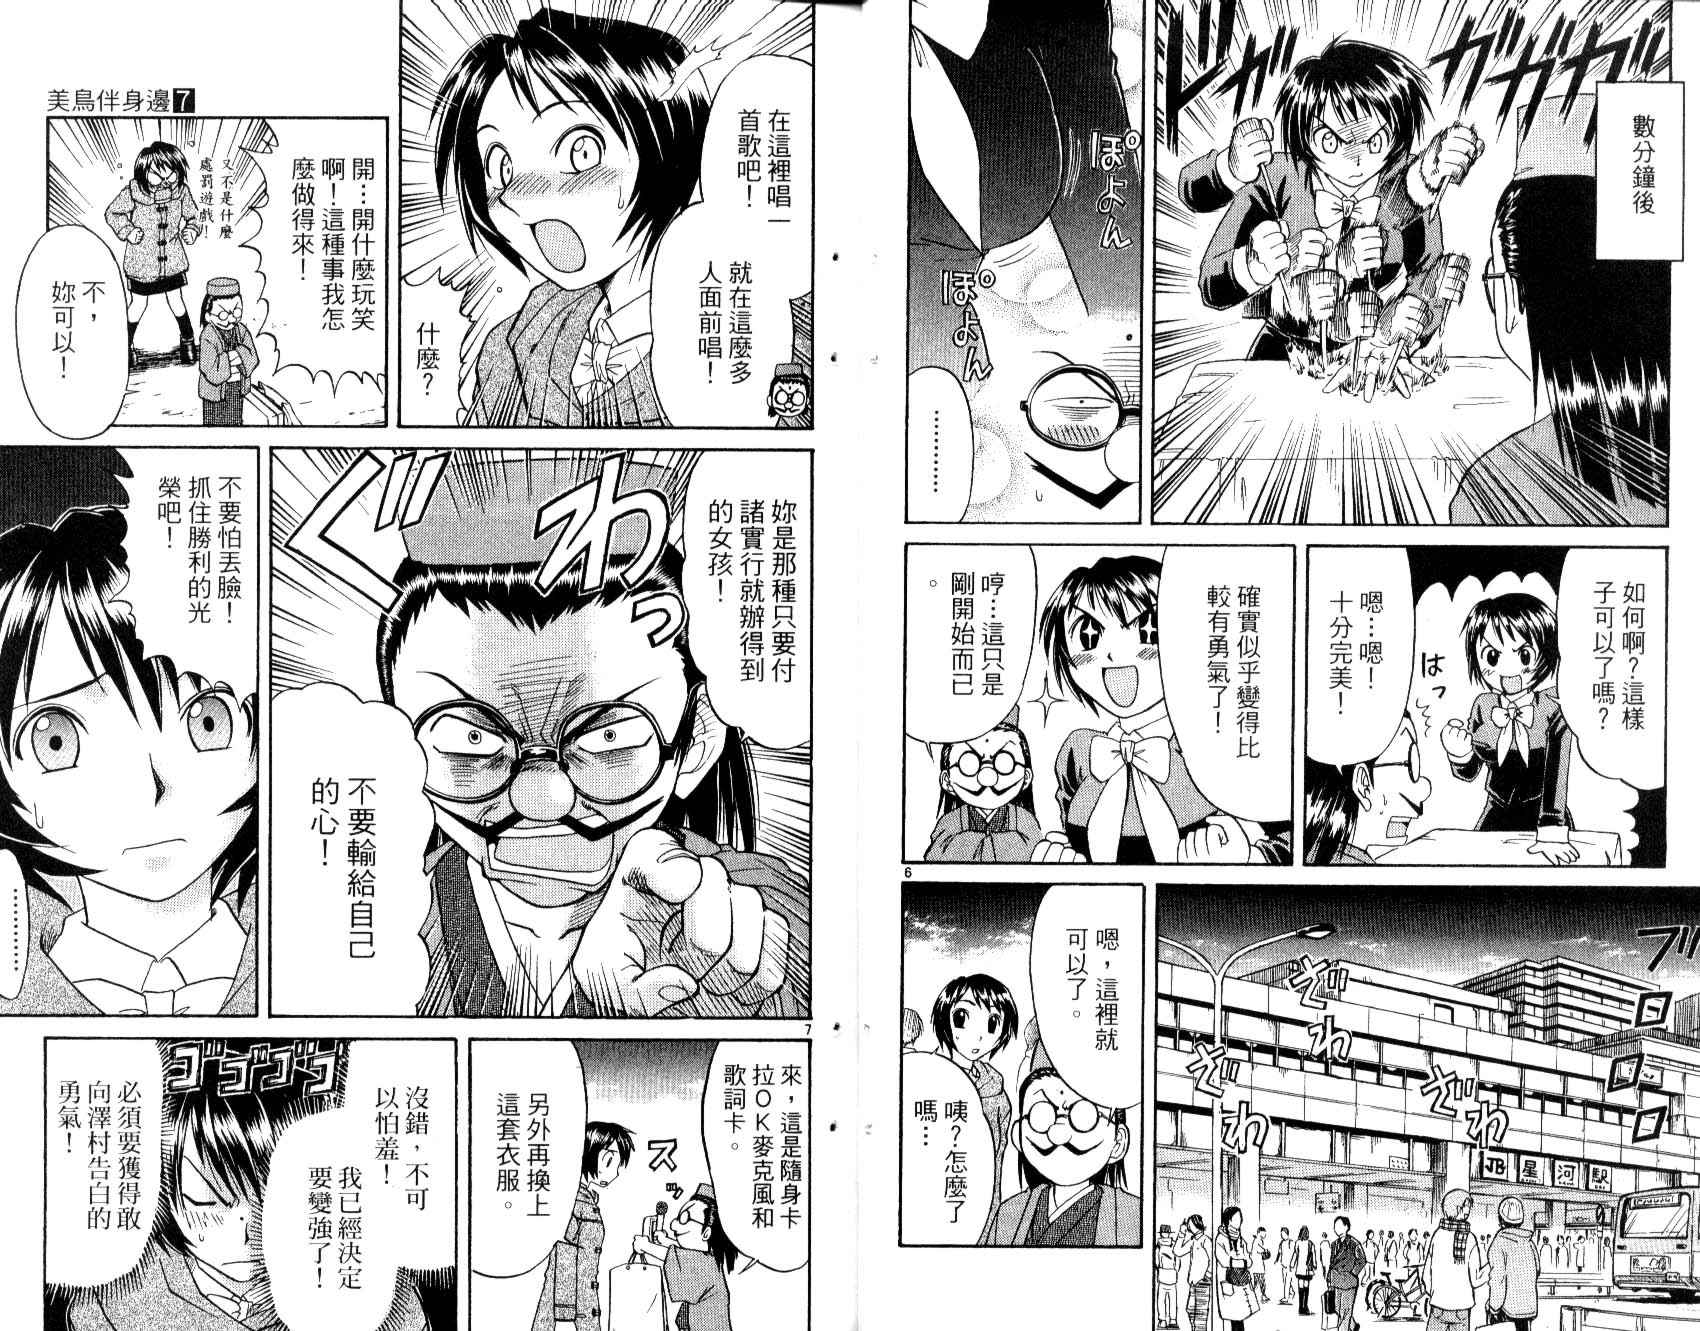 數分鐘後
ガガガガガ
ぽよん
ぽよん
………
如何啊?這樣
子可以了嗎?
嗯…嗯!
十分完美!
はっ
確實似乎變得比
較有勇氣了!
哼…這只是
剛開始而已
。
6
ブロロロ
ざわ
ざわ
ざわ
JB星河駅
嗯,這裡就
可以了。
咦?怎麼了
嗎…
在這裡唱一
首歌吧!
就在這麼多
人面前唱!
什麼?
美鳥伴身邊7
開…開什麼玩笑
啊!這種事我怎
麼做得來!
又不是什麼
處罰遊戲!
不,
妳可以!
妳是那種只要付
諸實行就辦得到
的女孩!
ぐわっ
不要輸給自己
的心!
不要怕丟臉!
抓住勝利的光
榮吧!
………
7
來,這是隨身卡
拉OK麥克風和
歌詞卡。
スッ
另外再換上
這套衣服。
沒錯,不可
以怕羞!
我已經決定
要變強了!
ゴゴゴゴ
必須要獲得敢
向澤村告白的
勇氣!